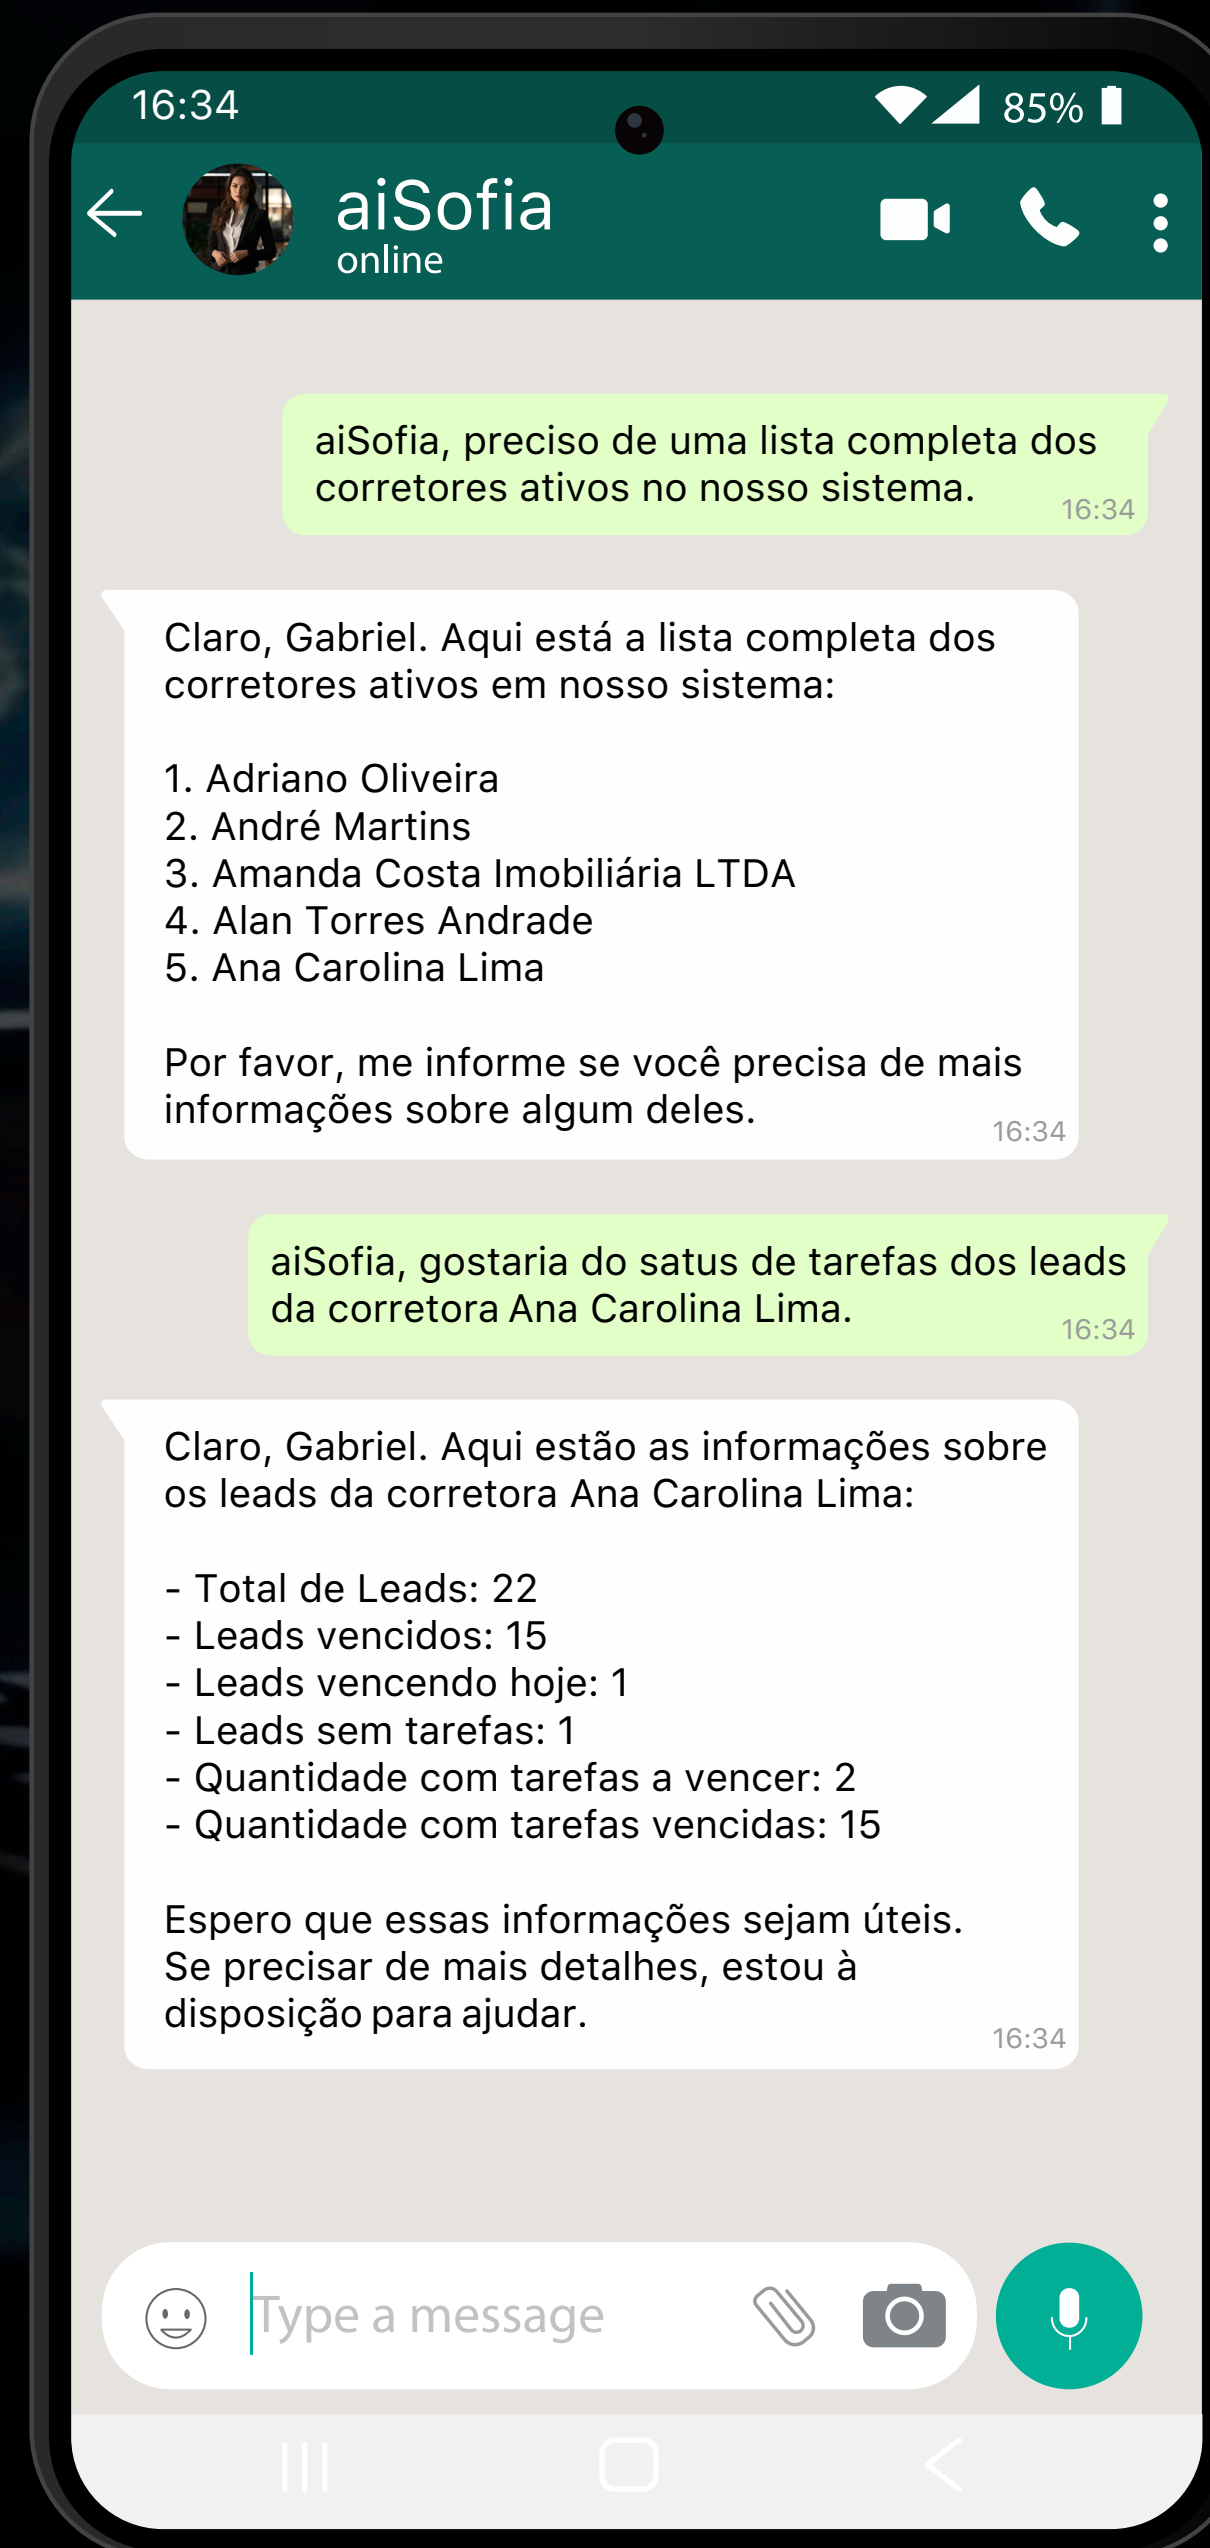 16:34
85%
aiSofia
online
aiSofia, preciso de uma lista completa dos
corretores ativos no nosso sistema.
16:34
Claro, Gabriel. Aqui está a lista completa dos
corretores ativos em nosso sistema:
1. Adriano Oliveira
2. André Martins
3. Amanda Costa Imobiliária LTDA
4. Alan Torres Andrade
5. Ana Carolina Lima
Por favor, me informe se você precisa de mais
informações sobre algum deles.
16:34
aiSofia, gostaria do satus de tarefas dos leads
da corretora Ana Carolina Lima.
16:34
Claro, Gabriel. Aqui estão as informações sobre
os leads da corretora Ana Carolina Lima:
- Total de Leads: 22
- Leads vencidos: 15
- Leads vencendo hoje: 1
- Leads sem tarefas: 1
- Quantidade com tarefas a vencer: 2
- Quantidade com tarefas vencidas: 15
Espero que essas informações sejam úteis.
Se precisar de mais detalhes, estou à
disposição para ajudar.
16:34
Type a message